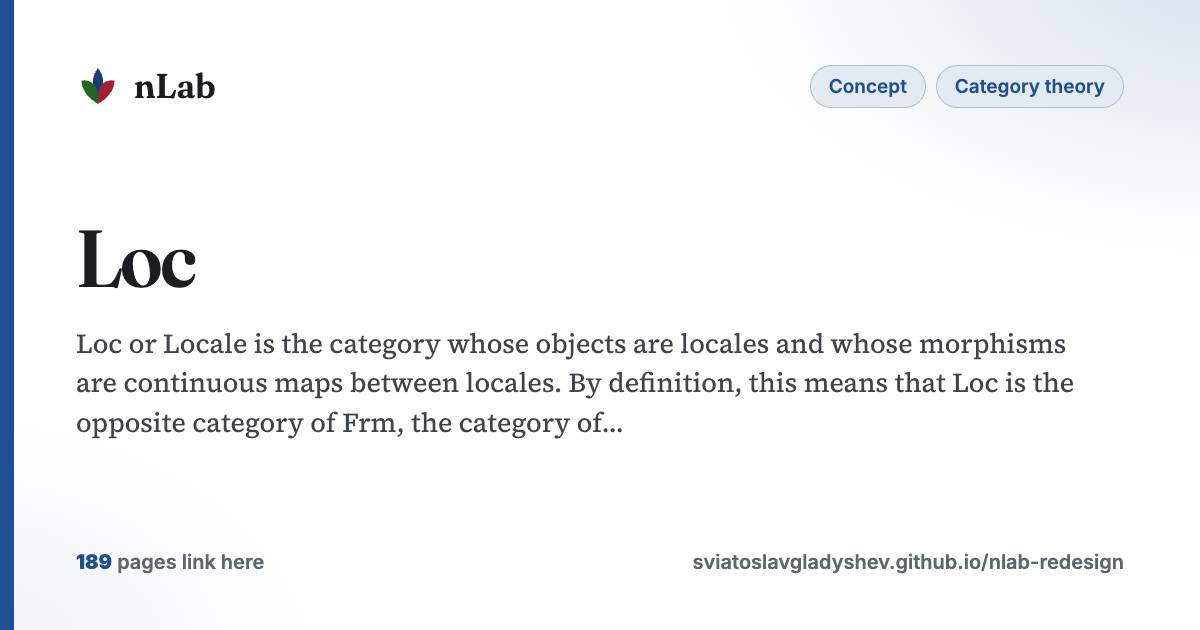 nLab
Concept
Category theory
Loc
Loc or Locale is the category whose objects are locales and whose morphisms
are continuous maps between locales. By definition, this means that Loc is the
opposite category of Frm, the category of...
189 pages link here
sviatoslavgladyshev.github.io/nlab-redesign